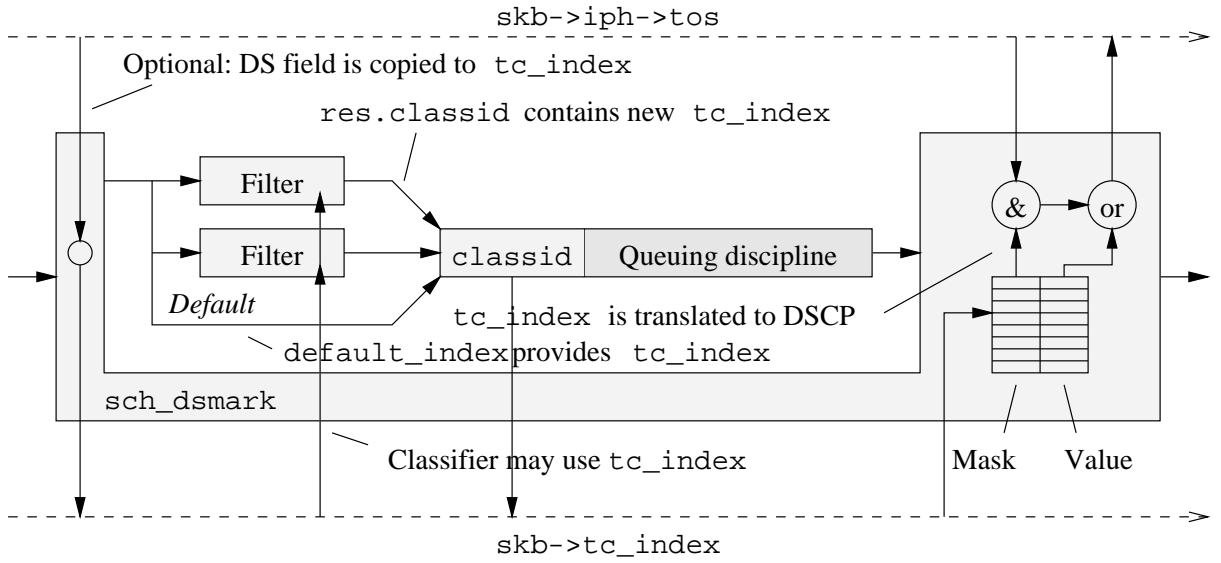 skb->iph->tos
Optional: DS field is copied to tc_index
res.classid contains new tc_index
Filter
& or
Filter
classid Queuing discipline
Default
tc_index is translated to DSCP
default_index provides tc_index
sch_dsmark
Classifier may use tc_index
Mask Value
skb->tc_index